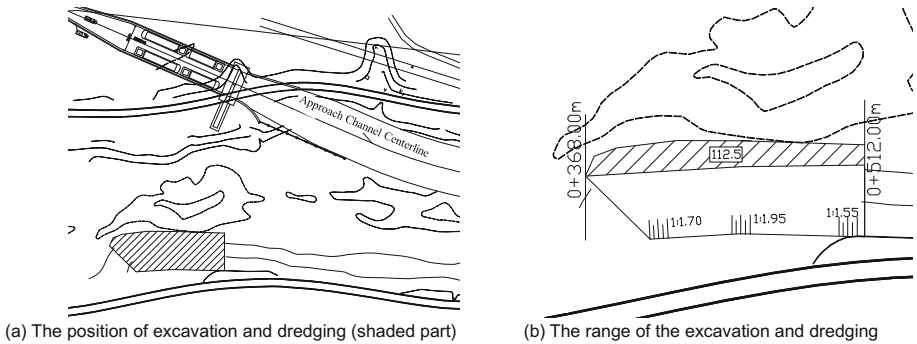 Approach Channel Centerline
(a) The position of excavation and dredging (shaded part)
0+368.00m
112.5
0+512.00m
1:1.70
1:1.95
1:1.55
(b) The range of the excavation and dredging